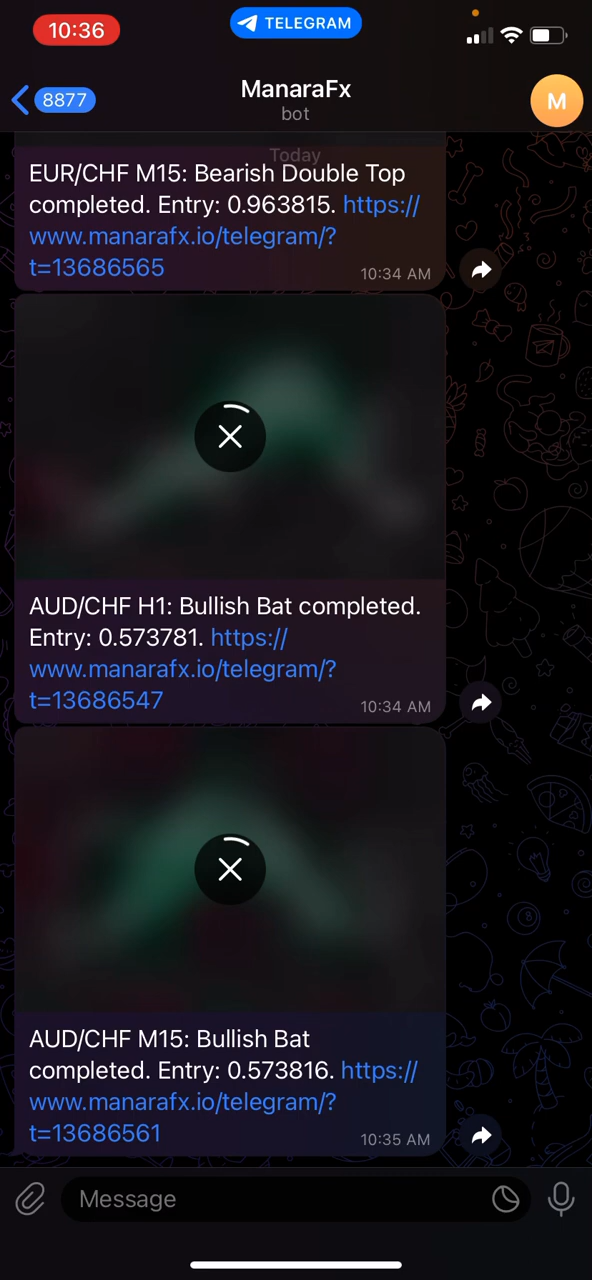 10:36
TELEGRAM
8877
ManaraFx
bot
Today
EUR/CHF M15: Bearish Double Top
completed. Entry: 0.963815. https://
www.manarafx.io/telegram/?
t=13686565
10:34 AM
AUD/CHF H1: Bullish Bat completed.
Entry: 0.573781. https://
www.manarafx.io/telegram/?
t=13686547
10:34 AM
AUD/CHF M15: Bullish Bat
completed. Entry: 0.573816. https://
www.manarafx.io/telegram/?
t=13686561
10:35 AM
Message